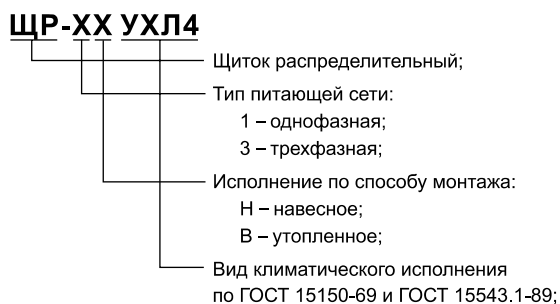 ЩР-ХХ УХЛ4
Щиток распределительный;
Тип питающей сети:
1 – однофазная;
3 – трехфазная;
Исполнение по способу монтажа:
Н – навесное;
В – утопленное;
Вид климатического исполнения
по ГОСТ 15150-69 и ГОСТ 15543.1-89;